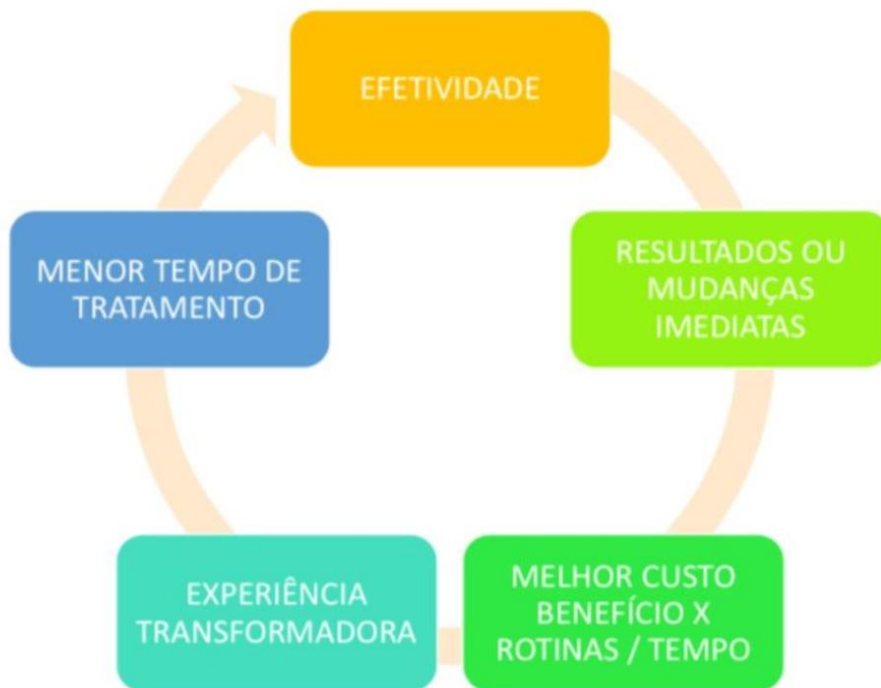 EFETIVIDADE
RESULTADOS OU
MUDANÇAS
IMEDIATAS
MELHOR CUSTO
BENEFÍCIO X
ROTINAS / TEMPO
EXPERIÊNCIA
TRANSFORMADORA
MENOR TEMPO DE
TRATAMENTO